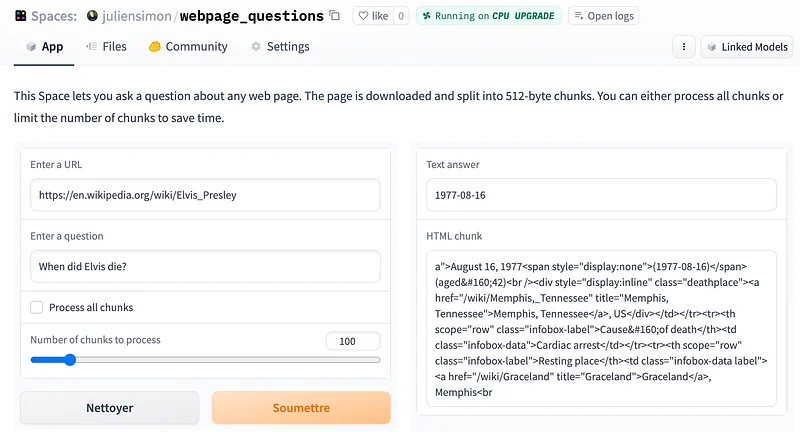 Spaces: juliensimon/webpage_questions like 0 Running on CPU UPGRADE Open logs
App Files Community Settings Linked Models
This Space lets you ask a question about any web page. The page is downloaded and split into 512-byte chunks. You can either process all chunks or
limit the number of chunks to save time.
Enter a URL
https://en.wikipedia.org/wiki/Elvis_Presley
Enter a question
When did Elvis die?
Process all chunks
Number of chunks to process 100
Nettoyer Soumettre
Text answer
1977-08-16
HTML chunk
a">August 16, 1977<span style="display:none">(1977-08-16)</span>
(aged&#160;42)<br /><div style="display:inline" class="deathplace"><a
href="/wiki/Memphis,_Tennessee" title="Memphis,
Tennessee">Memphis, Tennessee</a>, US</div></td></tr><tr><th
scope="row" class="infobox-label">Cause&#160;of death</th><td
class="infobox-data">Cardiac arrest</td></tr><tr><th scope="row"
class="infobox-label">Resting place</th><td class="infobox-data label">
<a href="/wiki/Graceland" title="Graceland">Graceland</a>,
Memphis<br